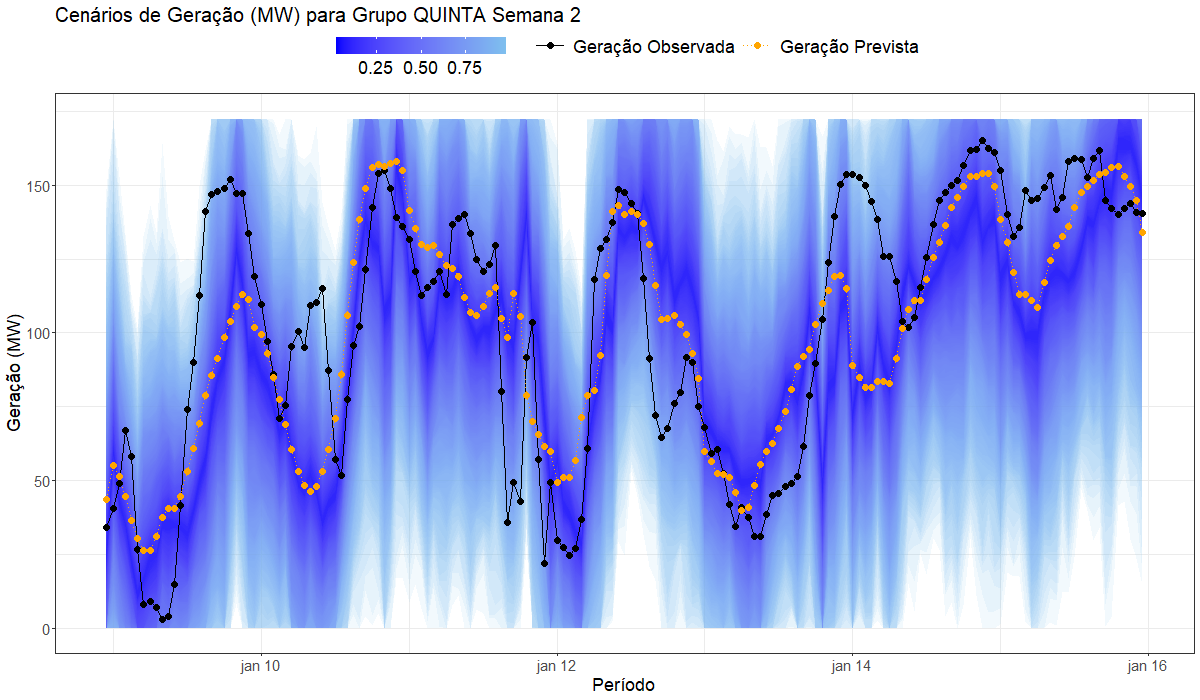 Cenários de Geração (MW) para Grupo QUINTA Semana 2
Geração Observada Geração Prevista
0.25 0.50 0.75
150
100
50
0
Geração (MW)
jan 10 jan 12 jan 14 jan 16
Período